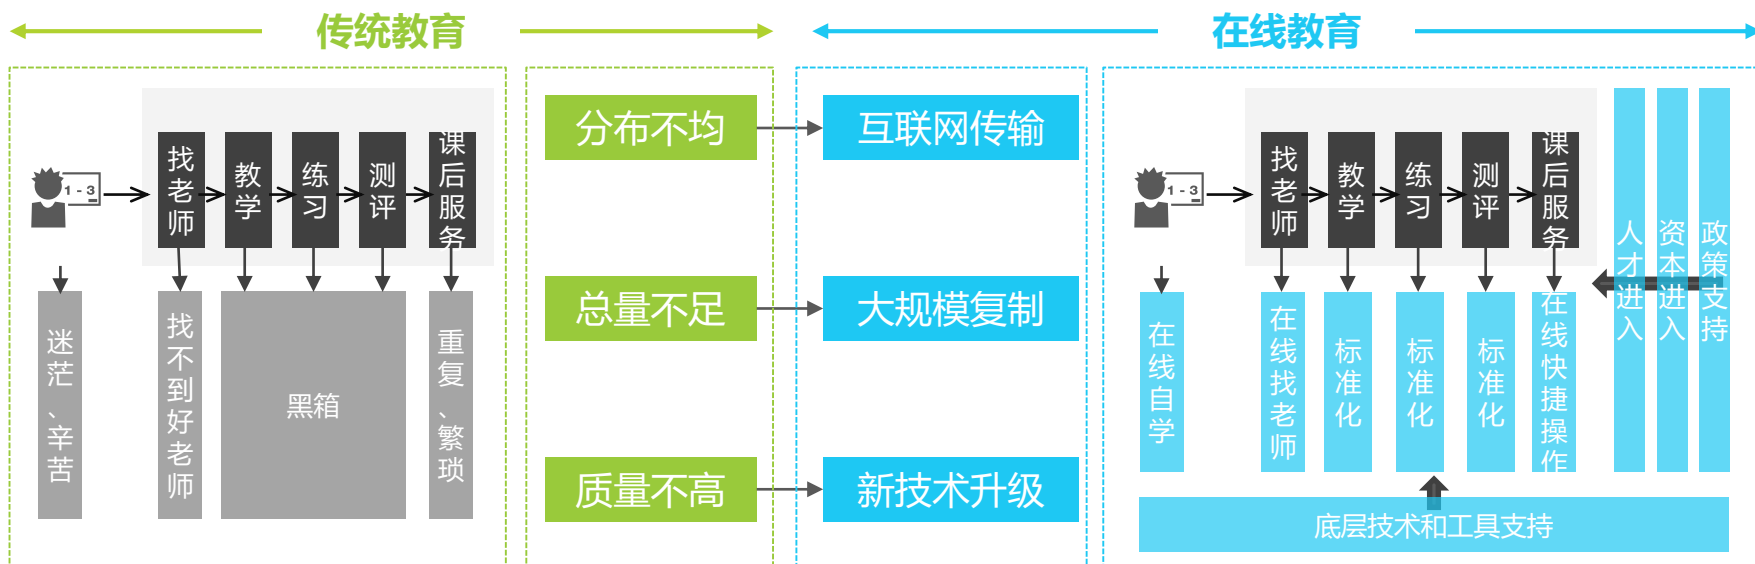 传统教育
在线教育
1 - 3
找老师
教学
练习
测评
课后服务
迷茫、辛苦
找不到好老师
黑箱
重复、繁琐
分布不均
总量不足
质量不高
互联网传输
大规模复制
新技术升级
1 - 3
找老师
教学
练习
测评
课后服务
在线自学
在线找老师
标准化
标准化
标准化
在线快捷操作
人才进入
资本进入
政策支持
底层技术和工具支持